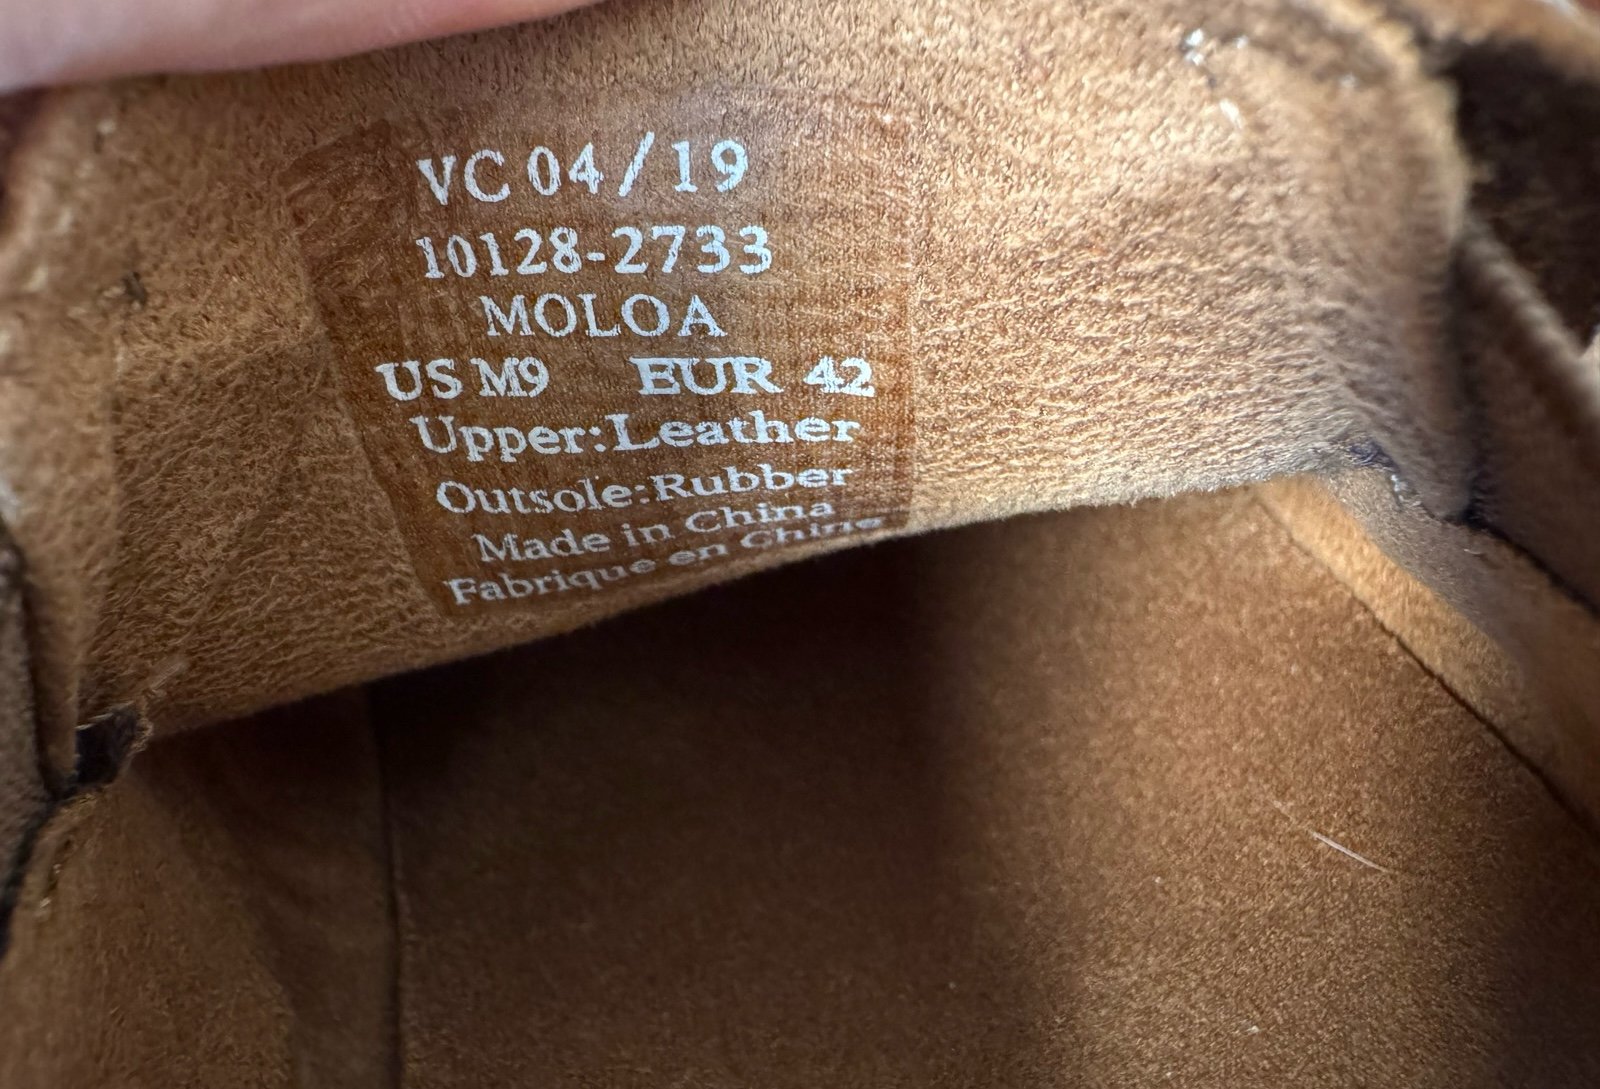 VC 04/19
10128-2733
MOLOA
US M9 EUR 42
Upper:Leather
Outsole:Rubber
Made in China
Fabriqué en Chine